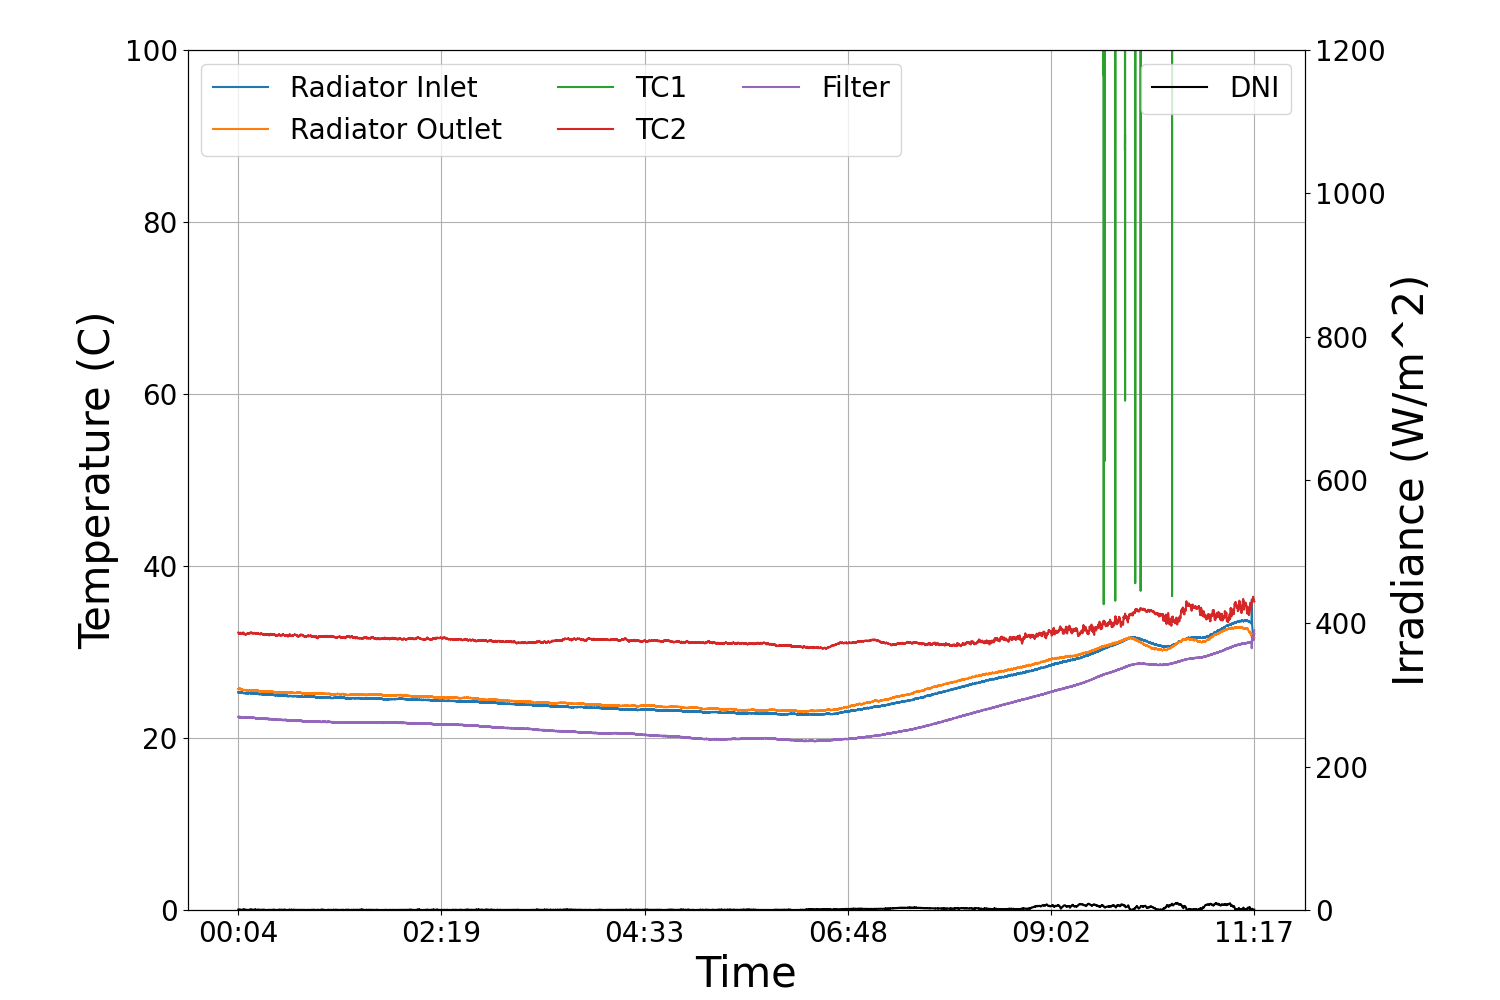 Radiator Inlet
Radiator Outlet
TC1
TC2
Filter
DNI
100
80
60
40
20
0
Temperature (C)
1200
1000
800
600
400
200
0
Irradiance (W/m^2)
00:04 02:19 04:33 06:48 09:02 11:17
Time